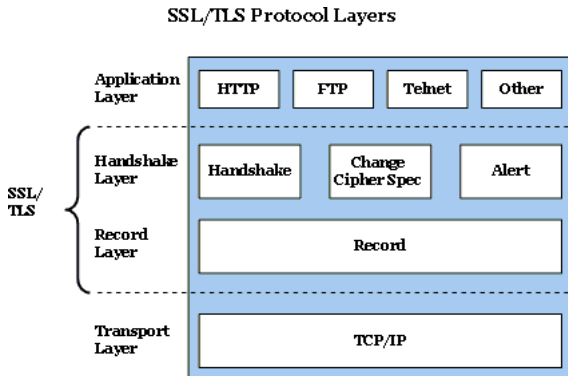 SSL/TLS Protocol Layers
Application
Layer
HTTP
FTP
Telnet
Other
SSL/
TLS
Handshake
Layer
Handshake
Change
Cipher Spec
Alert
Record
Layer
Record
Transport
Layer
TCP/IP